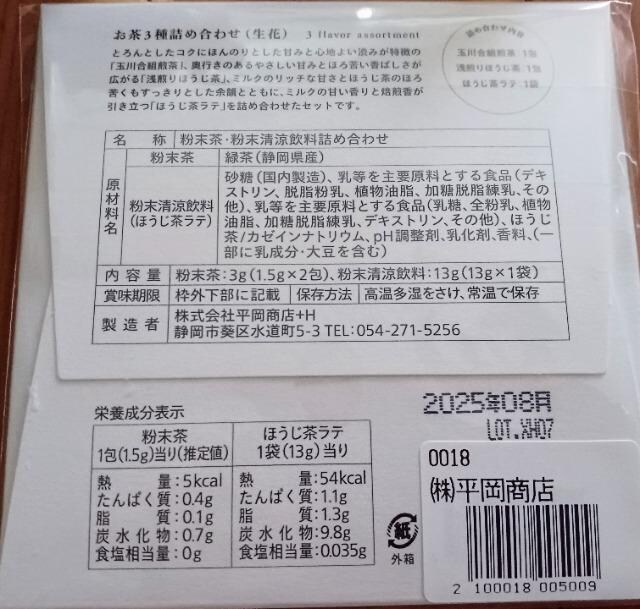 お茶3種詰め合わせ(生花) 3 flavor assortment
とろんとしたコクにほんのりとした甘みと心地よい渋みが特徴の
「玉川合組煎茶」、奥行きのあるやさしい甘みとほろ苦い香ばしさが
広がる「浅煎りほうじ茶」、ミルクのリッチな甘さとほうじ茶のほろ
苦くもすっきりとした余韻とともに、ミルクの甘い香りと焙煎香が
引き立つ「ほうじ茶ラテ」を詰め合わせたセットです。
詰め合わせ内容
玉川合組煎茶:1包
浅煎りほうじ茶:1包
ほうじ茶ラテ:1袋
名 称 粉末茶・粉末清涼飲料詰め合わせ
原材料名
粉末茶 緑茶(静岡県産)
粉末清涼飲料
(ほうじ茶ラテ)
砂糖(国内製造)、乳等を主要原料とする食品(デキ
ストリン、脱脂粉乳、植物油脂、加糖脱脂練乳、その
他)、乳等を主要原料とする食品(乳糖、全粉乳、植物
油脂、加糖脱脂練乳、デキストリン、その他)、ほうじ
茶/カゼインナトリウム、pH調整剤、乳化剤、香料、(一
部に乳成分・大豆を含む)
内容量 粉末茶:3g(1.5g×2包)、粉末清涼飲料:13g(13g×1袋)
賞味期限 枠外下部に記載 保存方法 高温多湿をさけ、常温で保存
製造者 株式会社平岡商店+H
静岡市葵区水道町5-3 TEL:054-271-5256
2025年08月
LOT.XW07
栄養成分表示
粉末茶
1包(1.5g)当り(推定値)
熱 量:5kcal
たんぱく質:0.4g
脂 質:0.1g
炭水化物:0.7g
食塩相当量:0g
ほうじ茶ラテ
1袋(13g)当り
熱 量:54kcal
たんぱく質:1.1g
脂 質:1.3g
炭水化物:9.8g
食塩相当量:0.035g
紙
外箱
0018
(株)平岡商店
2 100018 005009